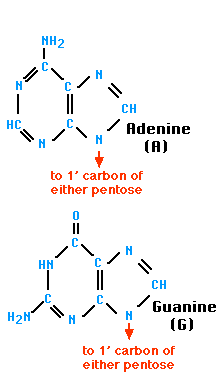 NH2
N
C
C
N
HC
N
C
N
CH
Adenine
(A)
to 1' carbon of
either pentose
O
C
HN
C
N
CH
C
H2N
N
C
N
Guanine
(G)
to 1' carbon of
either pentose